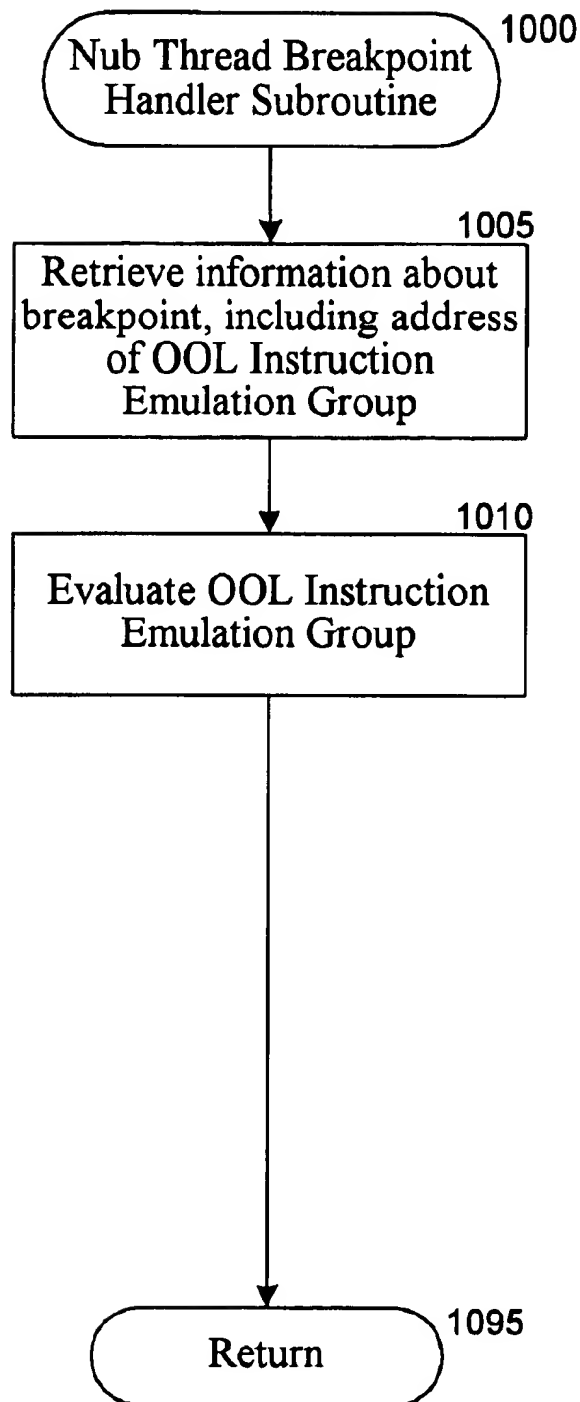 1000
Nub Thread Breakpoint
Handler Subroutine
1005
Retrieve information about
breakpoint, including address
of OOL Instruction
Emulation Group
1010
Evaluate OOL Instruction
Emulation Group
1095
Return